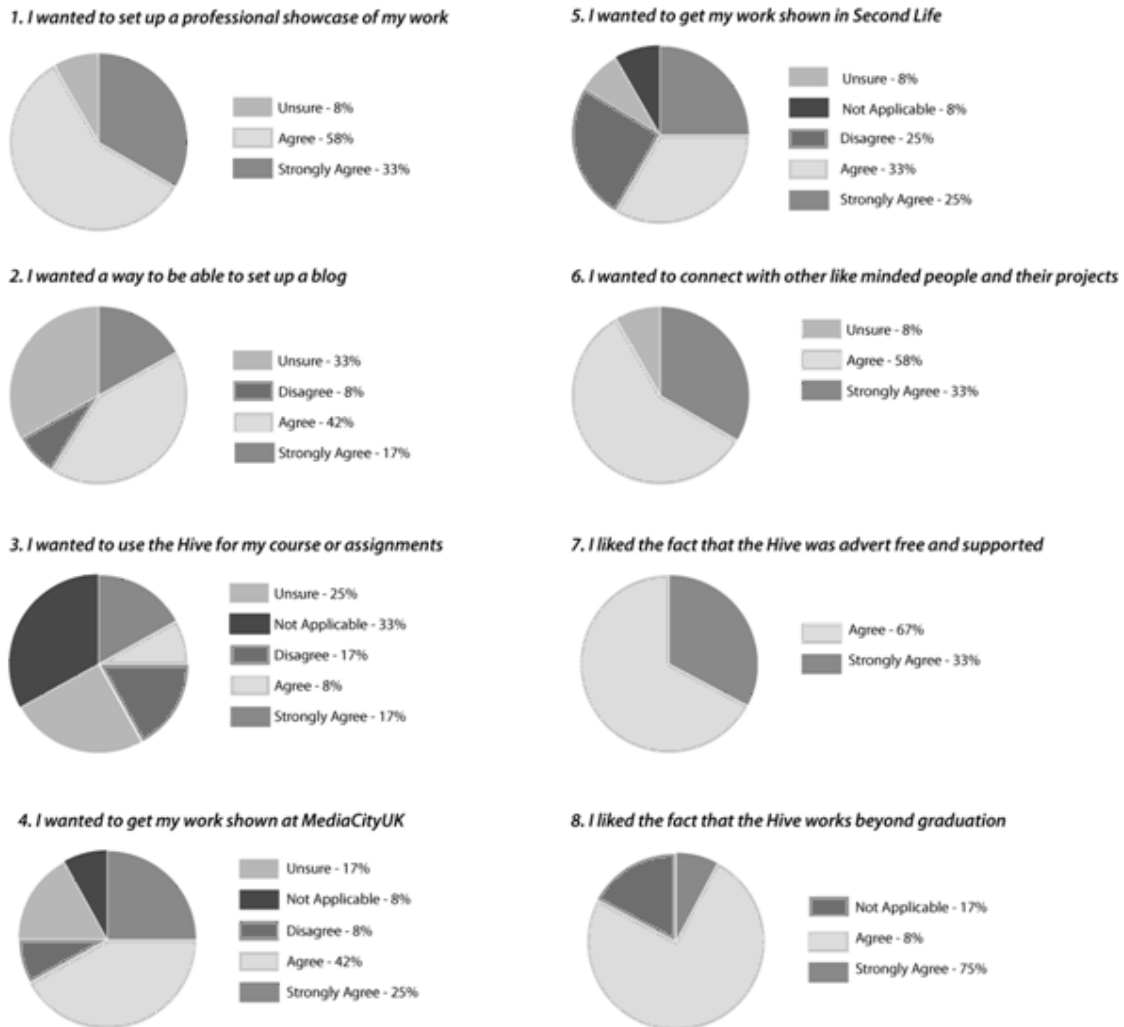 1. I wanted to set up a professional showcase of my work
Unsure - 8%
Agree - 58%
Strongly Agree - 33%
2. I wanted a way to be able to set up a blog
Unsure - 33%
Disagree - 8%
Agree - 42%
Strongly Agree - 17%
3. I wanted to use the Hive for my course or assignments
Unsure - 25%
Not Applicable - 33%
Disagree - 17%
Agree - 8%
Strongly Agree - 17%
4. I wanted to get my work shown at MediaCityUK
Unsure - 17%
Not Applicable - 8%
Disagree - 8%
Agree - 42%
Strongly Agree - 25%
5. I wanted to get my work shown in Second Life
Unsure - 8%
Not Applicable - 8%
Disagree - 25%
Agree - 33%
Strongly Agree - 25%
6. I wanted to connect with other like minded people and their projects
Unsure - 8%
Agree - 58%
Strongly Agree - 33%
7. I liked the fact that the Hive was advert free and supported
Agree - 67%
Strongly Agree - 33%
8. I liked the fact that the Hive works beyond graduation
Not Applicable - 17%
Agree - 8%
Strongly Agree - 75%